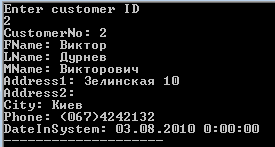 Enter customer ID
2
CustomerNo: 2
FName: Виктор
LName: Дурнев
MName: Викторович
Address1: Зелинская 10
Address2:
City: Киев
Phone: (067)4242132
DateInSystem: 03.08.2010 0:00:00
--------------------